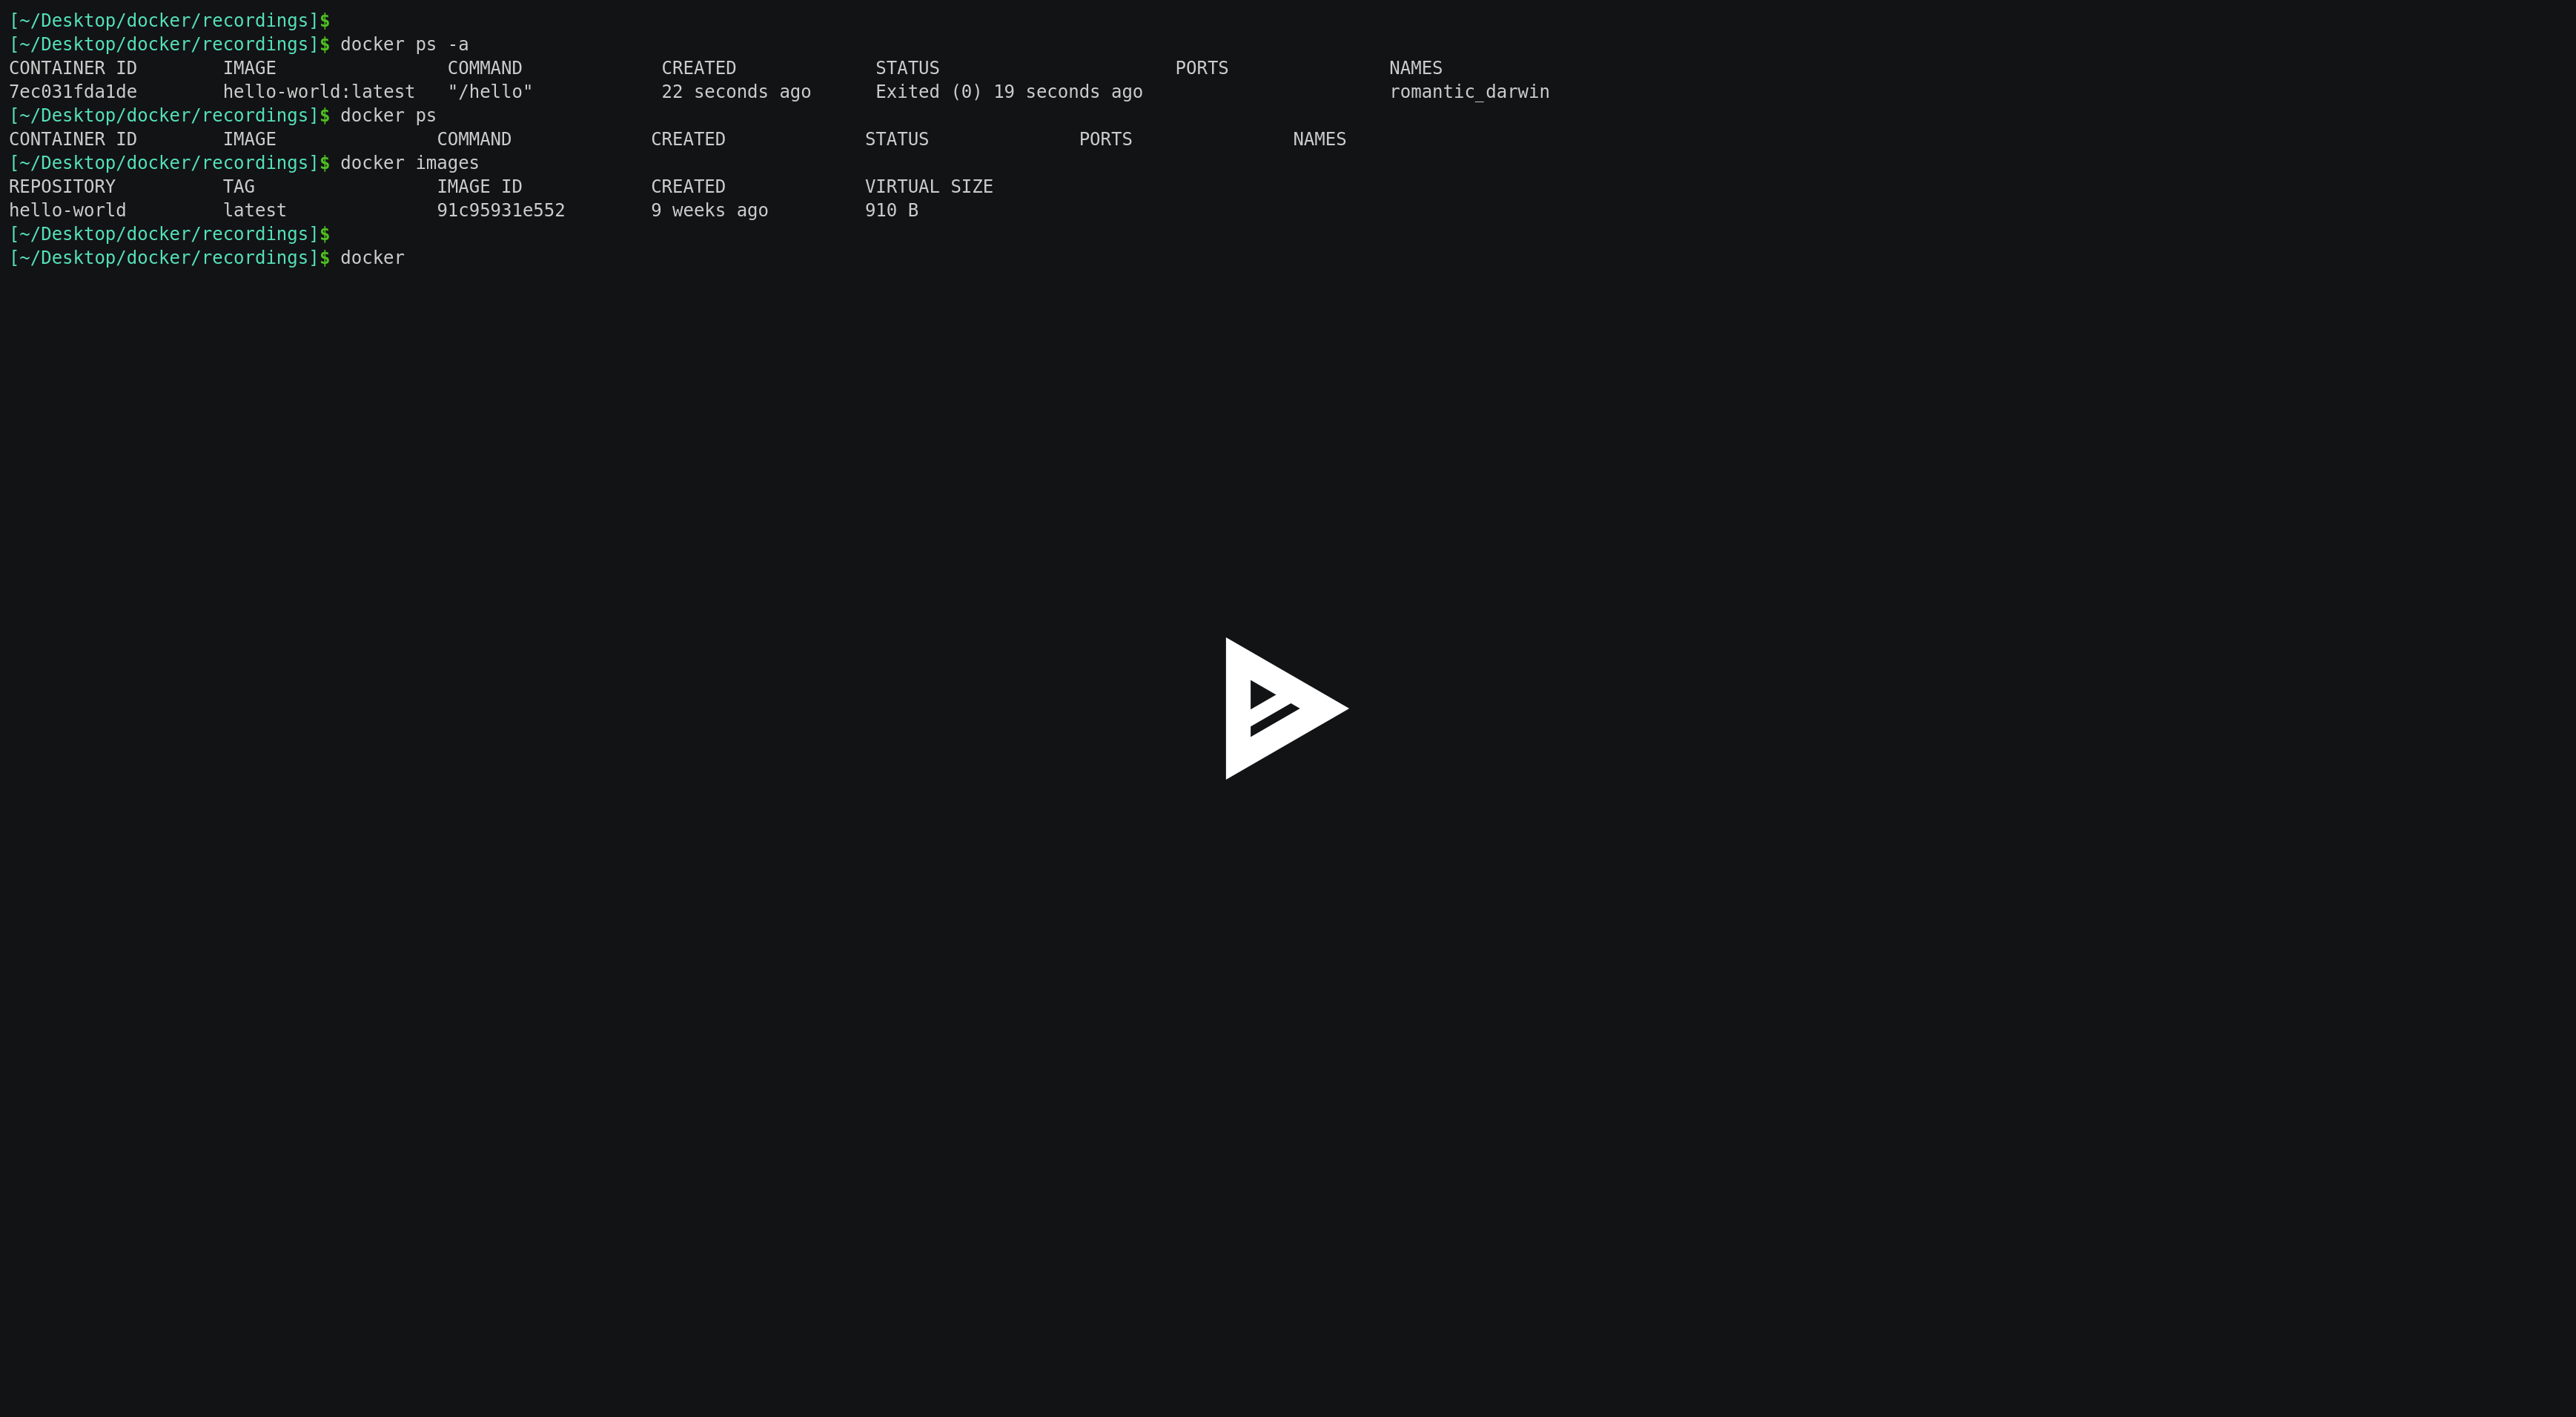 [~/Desktop/docker/recordings]$
[~/Desktop/docker/recordings]$ docker ps -a
CONTAINER ID        IMAGE                COMMAND             CREATED             STATUS                      PORTS               NAMES
7ec031fda1de        hello-world:latest   "/hello"            22 seconds ago      Exited (0) 19 seconds ago                       romantic_darwin
[~/Desktop/docker/recordings]$ docker ps
CONTAINER ID        IMAGE               COMMAND             CREATED             STATUS              PORTS               NAMES
[~/Desktop/docker/recordings]$ docker images
REPOSITORY          TAG                 IMAGE ID            CREATED             VIRTUAL SIZE
hello-world         latest              91c95931e552        9 weeks ago         910 B
[~/Desktop/docker/recordings]$
[~/Desktop/docker/recordings]$ docker